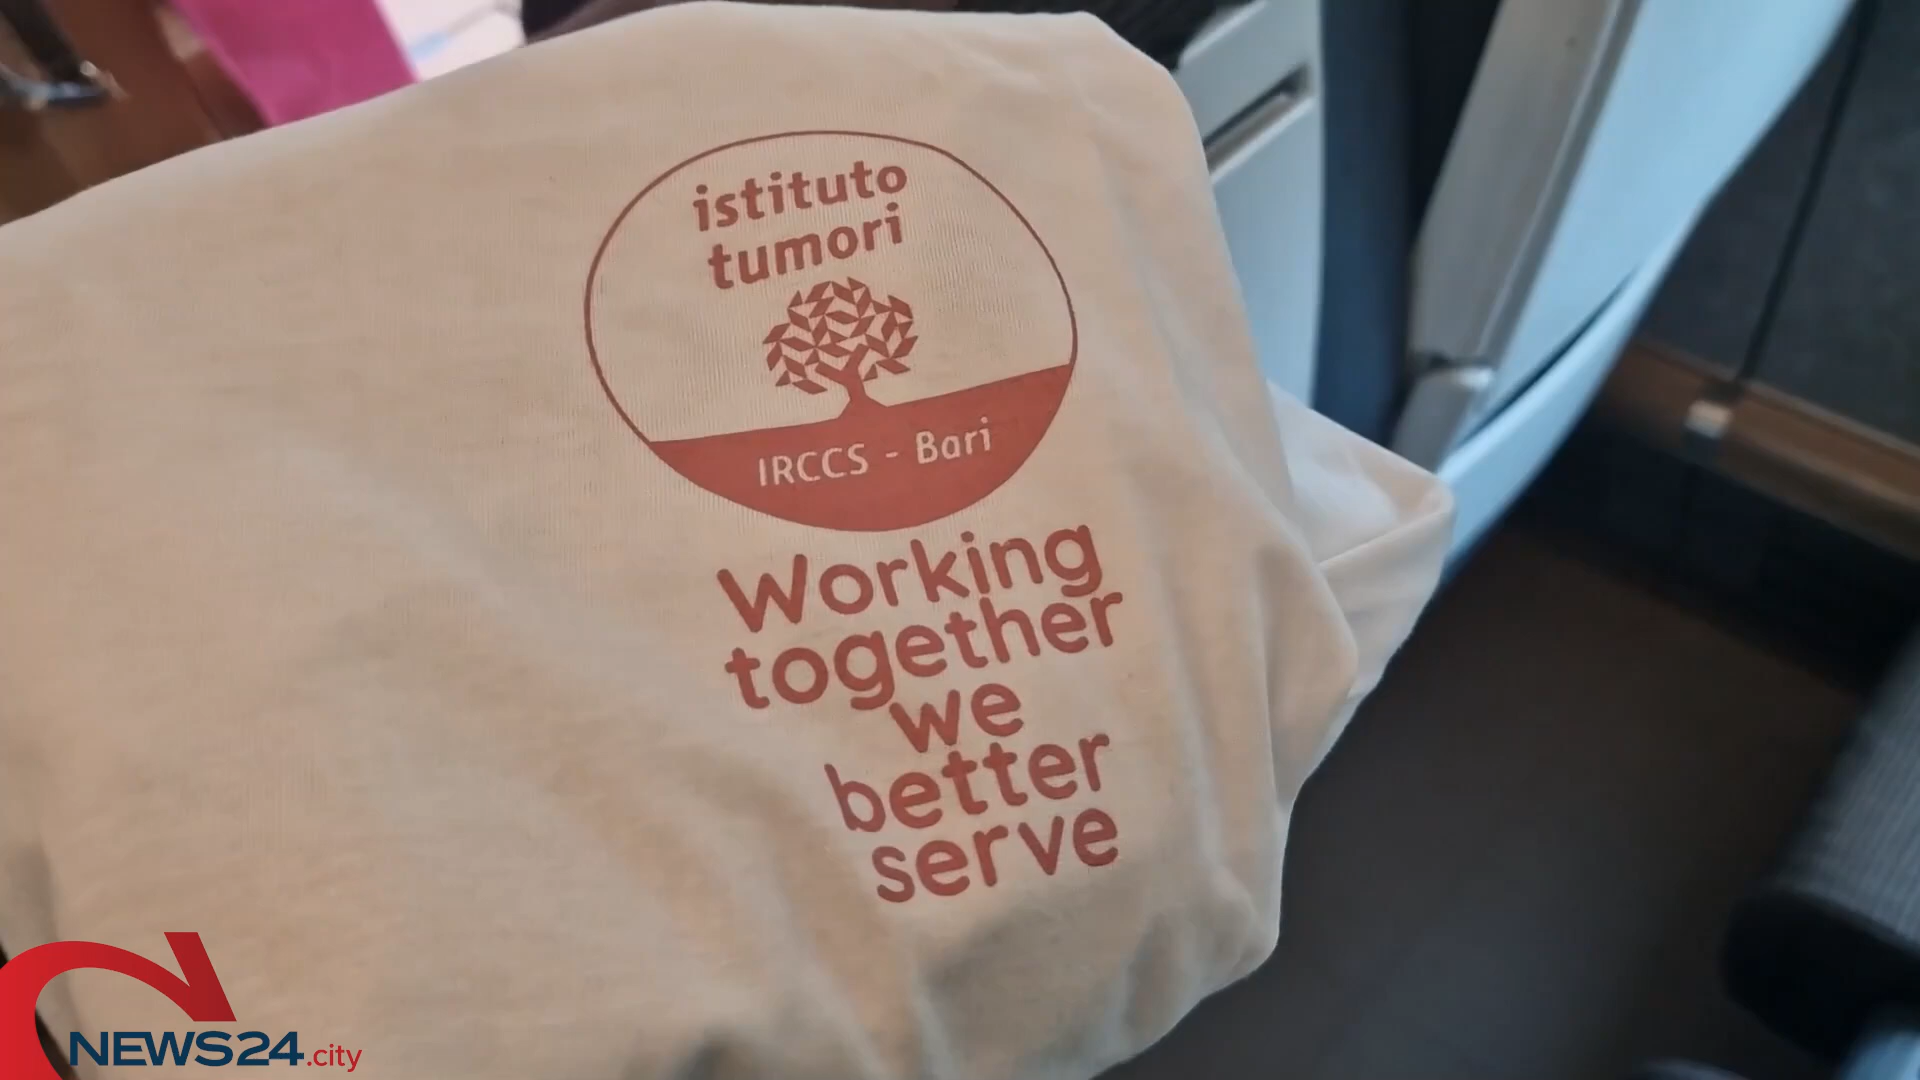 istituto
tumori
IRCCS - Bari
Working
together
we
better
serve
NEWS24.city